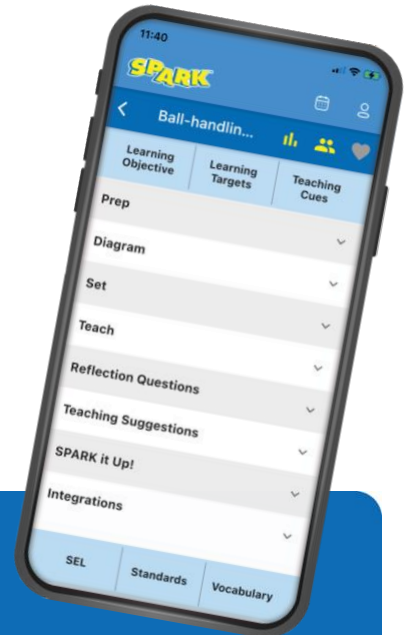 11:40
SPARK
Ball-handlin...
Learning
Objective
Learning
Targets
Teaching
Cues
Prep
Diagram
Set
Teach
Reflection Questions
Teaching Suggestions
SPARK it Up!
Integrations
SEL
Standards
Vocabulary